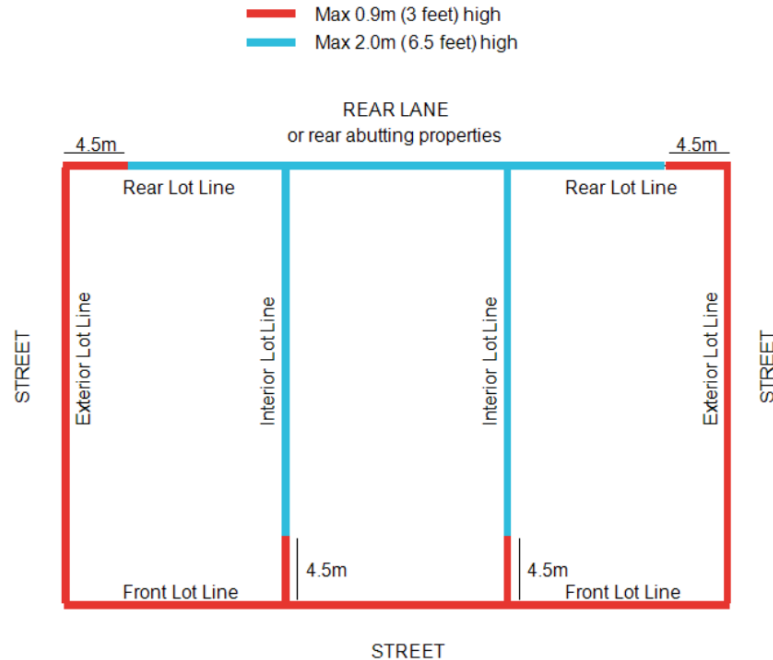 Max 0.9m (3 feet) high
Max 2.0m (6.5 feet) high
REAR LANE
or rear abutting properties
4.5m
4.5m
Rear Lot Line
Rear Lot Line
STREET
Exterior Lot Line
Interior Lot Line
Interior Lot Line
Exterior Lot Line
STREET
4.5m
4.5m
Front Lot Line
Front Lot Line
STREET